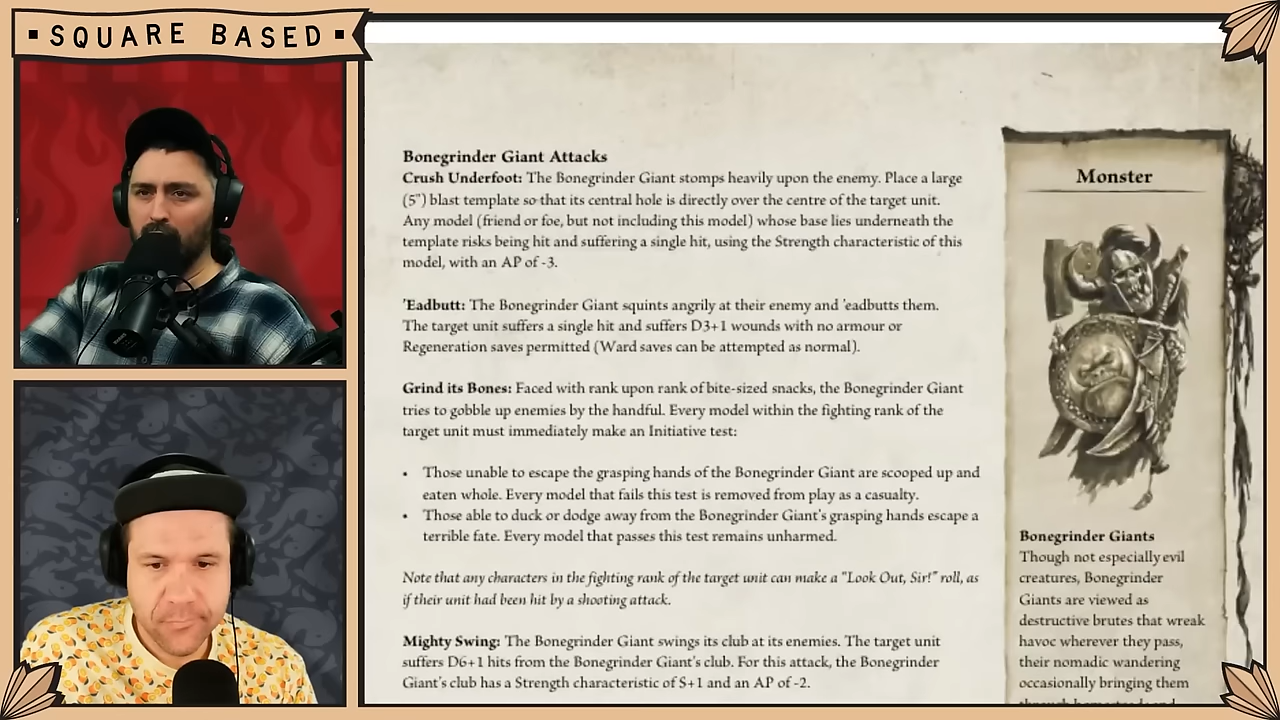 SQUARE BASED
Bonegrinder Giant Attacks
Crush Underfoot: The Bonegrinder Giant stomps heavily upon the enemy. Place a large
(5") blast template so that its central hole is directly over the centre of the target unit.
Any model (friend or foe, but not including this model) whose base lies underneath the
template risks being hit and suffering a single hit, using the Strength characteristic of this
model, with an AP of -3.
'Eadbutt: The Bonegrinder Giant squints angrily at their enemy and 'eadbutts them.
The target unit suffers a single hit and suffers D3+1 wounds with no armour or
Regeneration saves permitted (Ward saves can be attempted as normal).
Grind its Bones: Faced with rank upon rank of bite-sized snacks, the Bonegrinder Giant
tries to gobble up enemies by the handful. Every model within the fighting rank of the
target unit must immediately make an Initiative test:
• Those unable to escape the grasping hands of the Bonegrinder Giant are scooped up and
eaten whole. Every model that fails this test is removed from play as a casualty.
• Those able to duck or dodge away from the Bonegrinder Giant's grasping hands escape a
terrible fate. Every model that passes this test remains unharmed.
Note that any characters in the fighting rank of the target unit can make a "Look Out, Sir!" roll, as
if their unit had been hit by a shooting attack.
Mighty Swing: The Bonegrinder Giant swings its club at its enemies. The target unit
suffers D6+1 hits from the Bonegrinder Giant's club. For this attack, the Bonegrinder
Giant's club has a Strength characteristic of S+1 and an AP of -2.
Monster
Bonegrinder Giants
Though not especially evil
creatures, Bonegrinder
Giants are viewed as
destructive brutes that wreak
havoc wherever they pass,
their nomadic wandering
occasionally bringing them